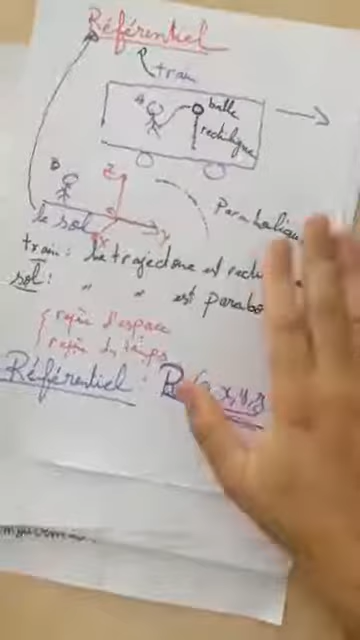 Référentiel
train
A
balle
rectiligne
B
z
le sol
x
y
Parabolique
train : La trajectoire est recti
sol : " " est parabo
repère d'espace
repère du temps
Référentiel : R(O, x, y, z